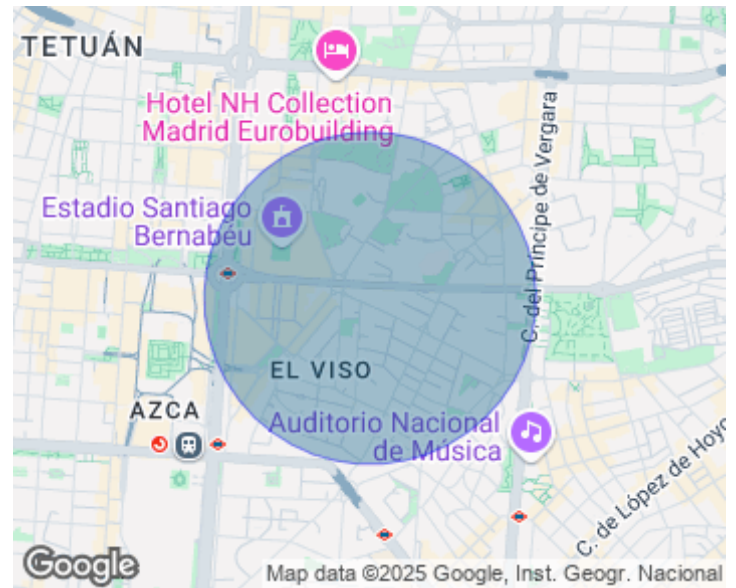 TETUÁN
Hotel NH Collection
Madrid Eurobuilding
Estadio Santiago
Bernabéu
C. del Príncipe de Vergara
EL VISO
AZCA
Auditorio Nacional
de Música
C. de López de Hoyo
Google
Map data ©2025 Google, Inst. Geogr. Nacional